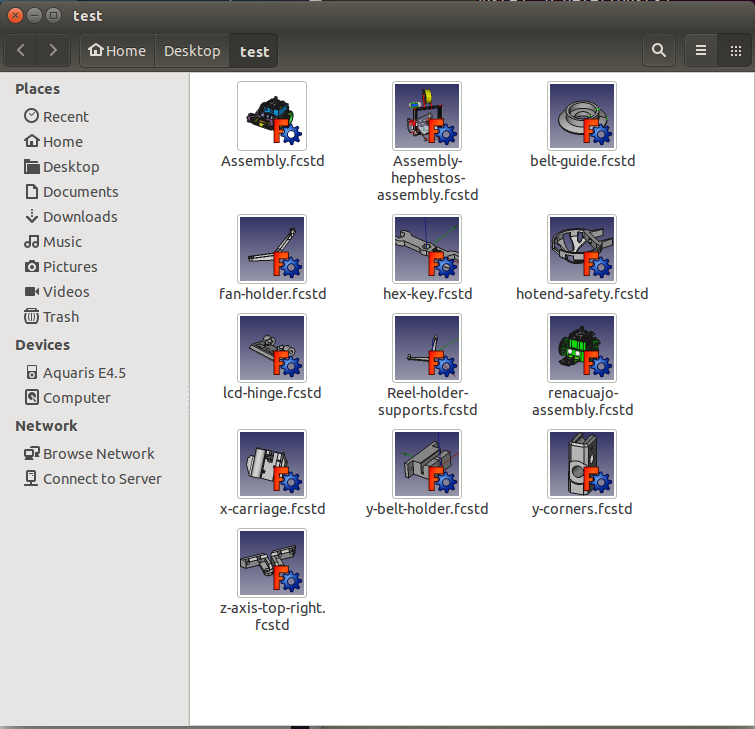 test
Home
Desktop
test
Places
Recent
Home
Desktop
Documents
Downloads
Music
Pictures
Videos
Trash
Devices
Aquaris E4.5
Computer
Network
Browse Network
Connect to Server
Assembly.fcstd
Assembly-
hephestos-
assembly.fcstd
belt-guide.fcstd
fan-holder.fcstd
hex-key.fcstd
hotend-safety.fcstd
lcd-hinge.fcstd
Reel-holder-
supports.fcstd
renacuajo-
assembly.fcstd
x-carriage.fcstd
y-belt-holder.fcstd
y-corners.fcstd
z-axis-top-right.
fcstd